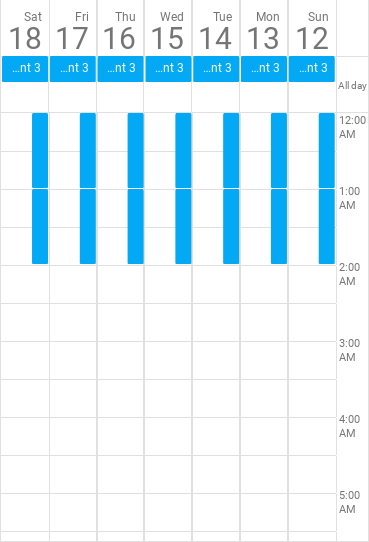 Sat Fri Thu Wed Tue Mon Sun
18 17 16 15 14 13 12
...nt 3 ...nt 3 ...nt 3 ...nt 3 ...nt 3 ...nt 3 ...nt 3
All day
12:00
AM
1:00
AM
2:00
AM
3:00
AM
4:00
AM
5:00
AM